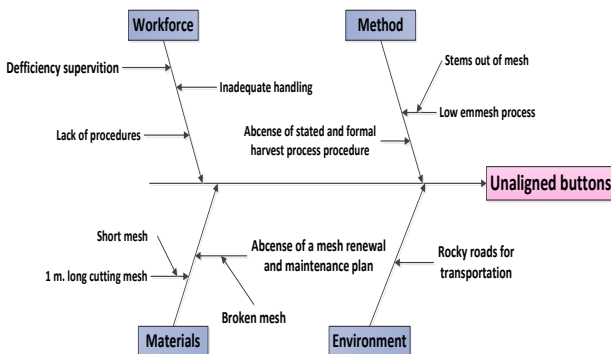 Workforce
Method
Defficiency supervition
Inadequate handling
Lack of procedures
Stems out of mesh
Low emmesh process
Abcense of stated and formal
harvest process procedure
Unaligned buttons
Short mesh
1 m. long cutting mesh
Abcense of a mesh renewal
and maintenance plan
Broken mesh
Rocky roads for
transportation
Materials
Environment